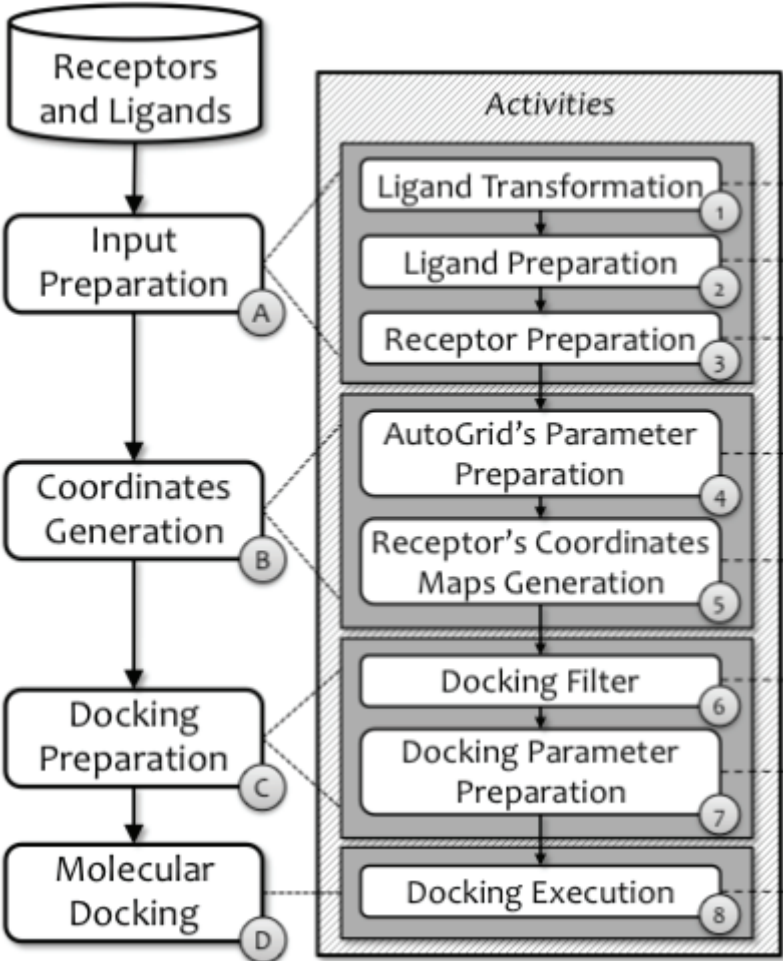 Receptors
and Ligands
Input
Preparation
A
Coordinates
Generation
B
Docking
Preparation
C
Molecular
Docking
D
Activities
Ligand Transformation
1
Ligand Preparation
2
Receptor Preparation
3
AutoGrid's Parameter
Preparation
4
Receptor's Coordinates
Maps Generation
5
Docking Filter
6
Docking Parameter
Preparation
7
Docking Execution
8